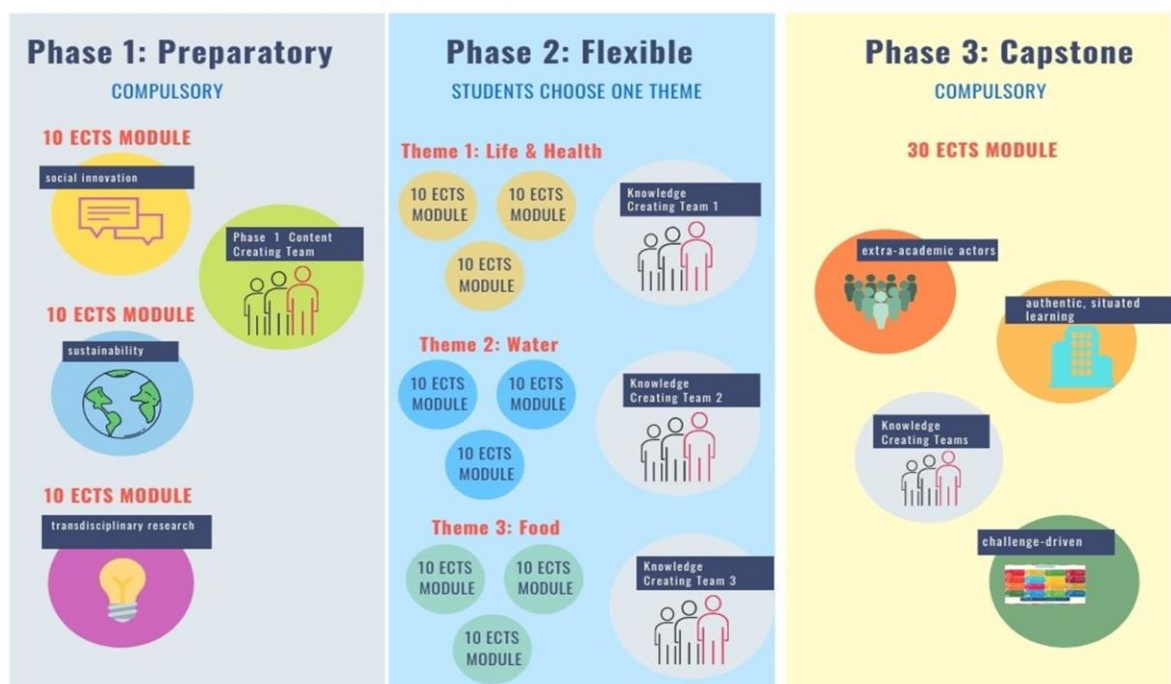 Phase 1: Preparatory
COMPULSORY
10 ECTS MODULE
social innovation
Phase 1 Content
Creating Team
10 ECTS MODULE
sustainability
10 ECTS MODULE
transdisciplinary research
Phase 2: Flexible
STUDENTS CHOOSE ONE THEME
Theme 1: Life & Health
10 ECTS
MODULE
10 ECTS
MODULE
10 ECTS
MODULE
Knowledge
Creating Team 1
Theme 2: Water
10 ECTS
MODULE
10 ECTS
MODULE
10 ECTS
MODULE
Knowledge
Creating Team 2
Theme 3: Food
10 ECTS
MODULE
10 ECTS
MODULE
10 ECTS
MODULE
Knowledge
Creating Team 3
Phase 3: Capstone
COMPULSORY
30 ECTS MODULE
extra-academic actors
authentic, situated
learning
Knowledge
Creating Teams
challenge-driven